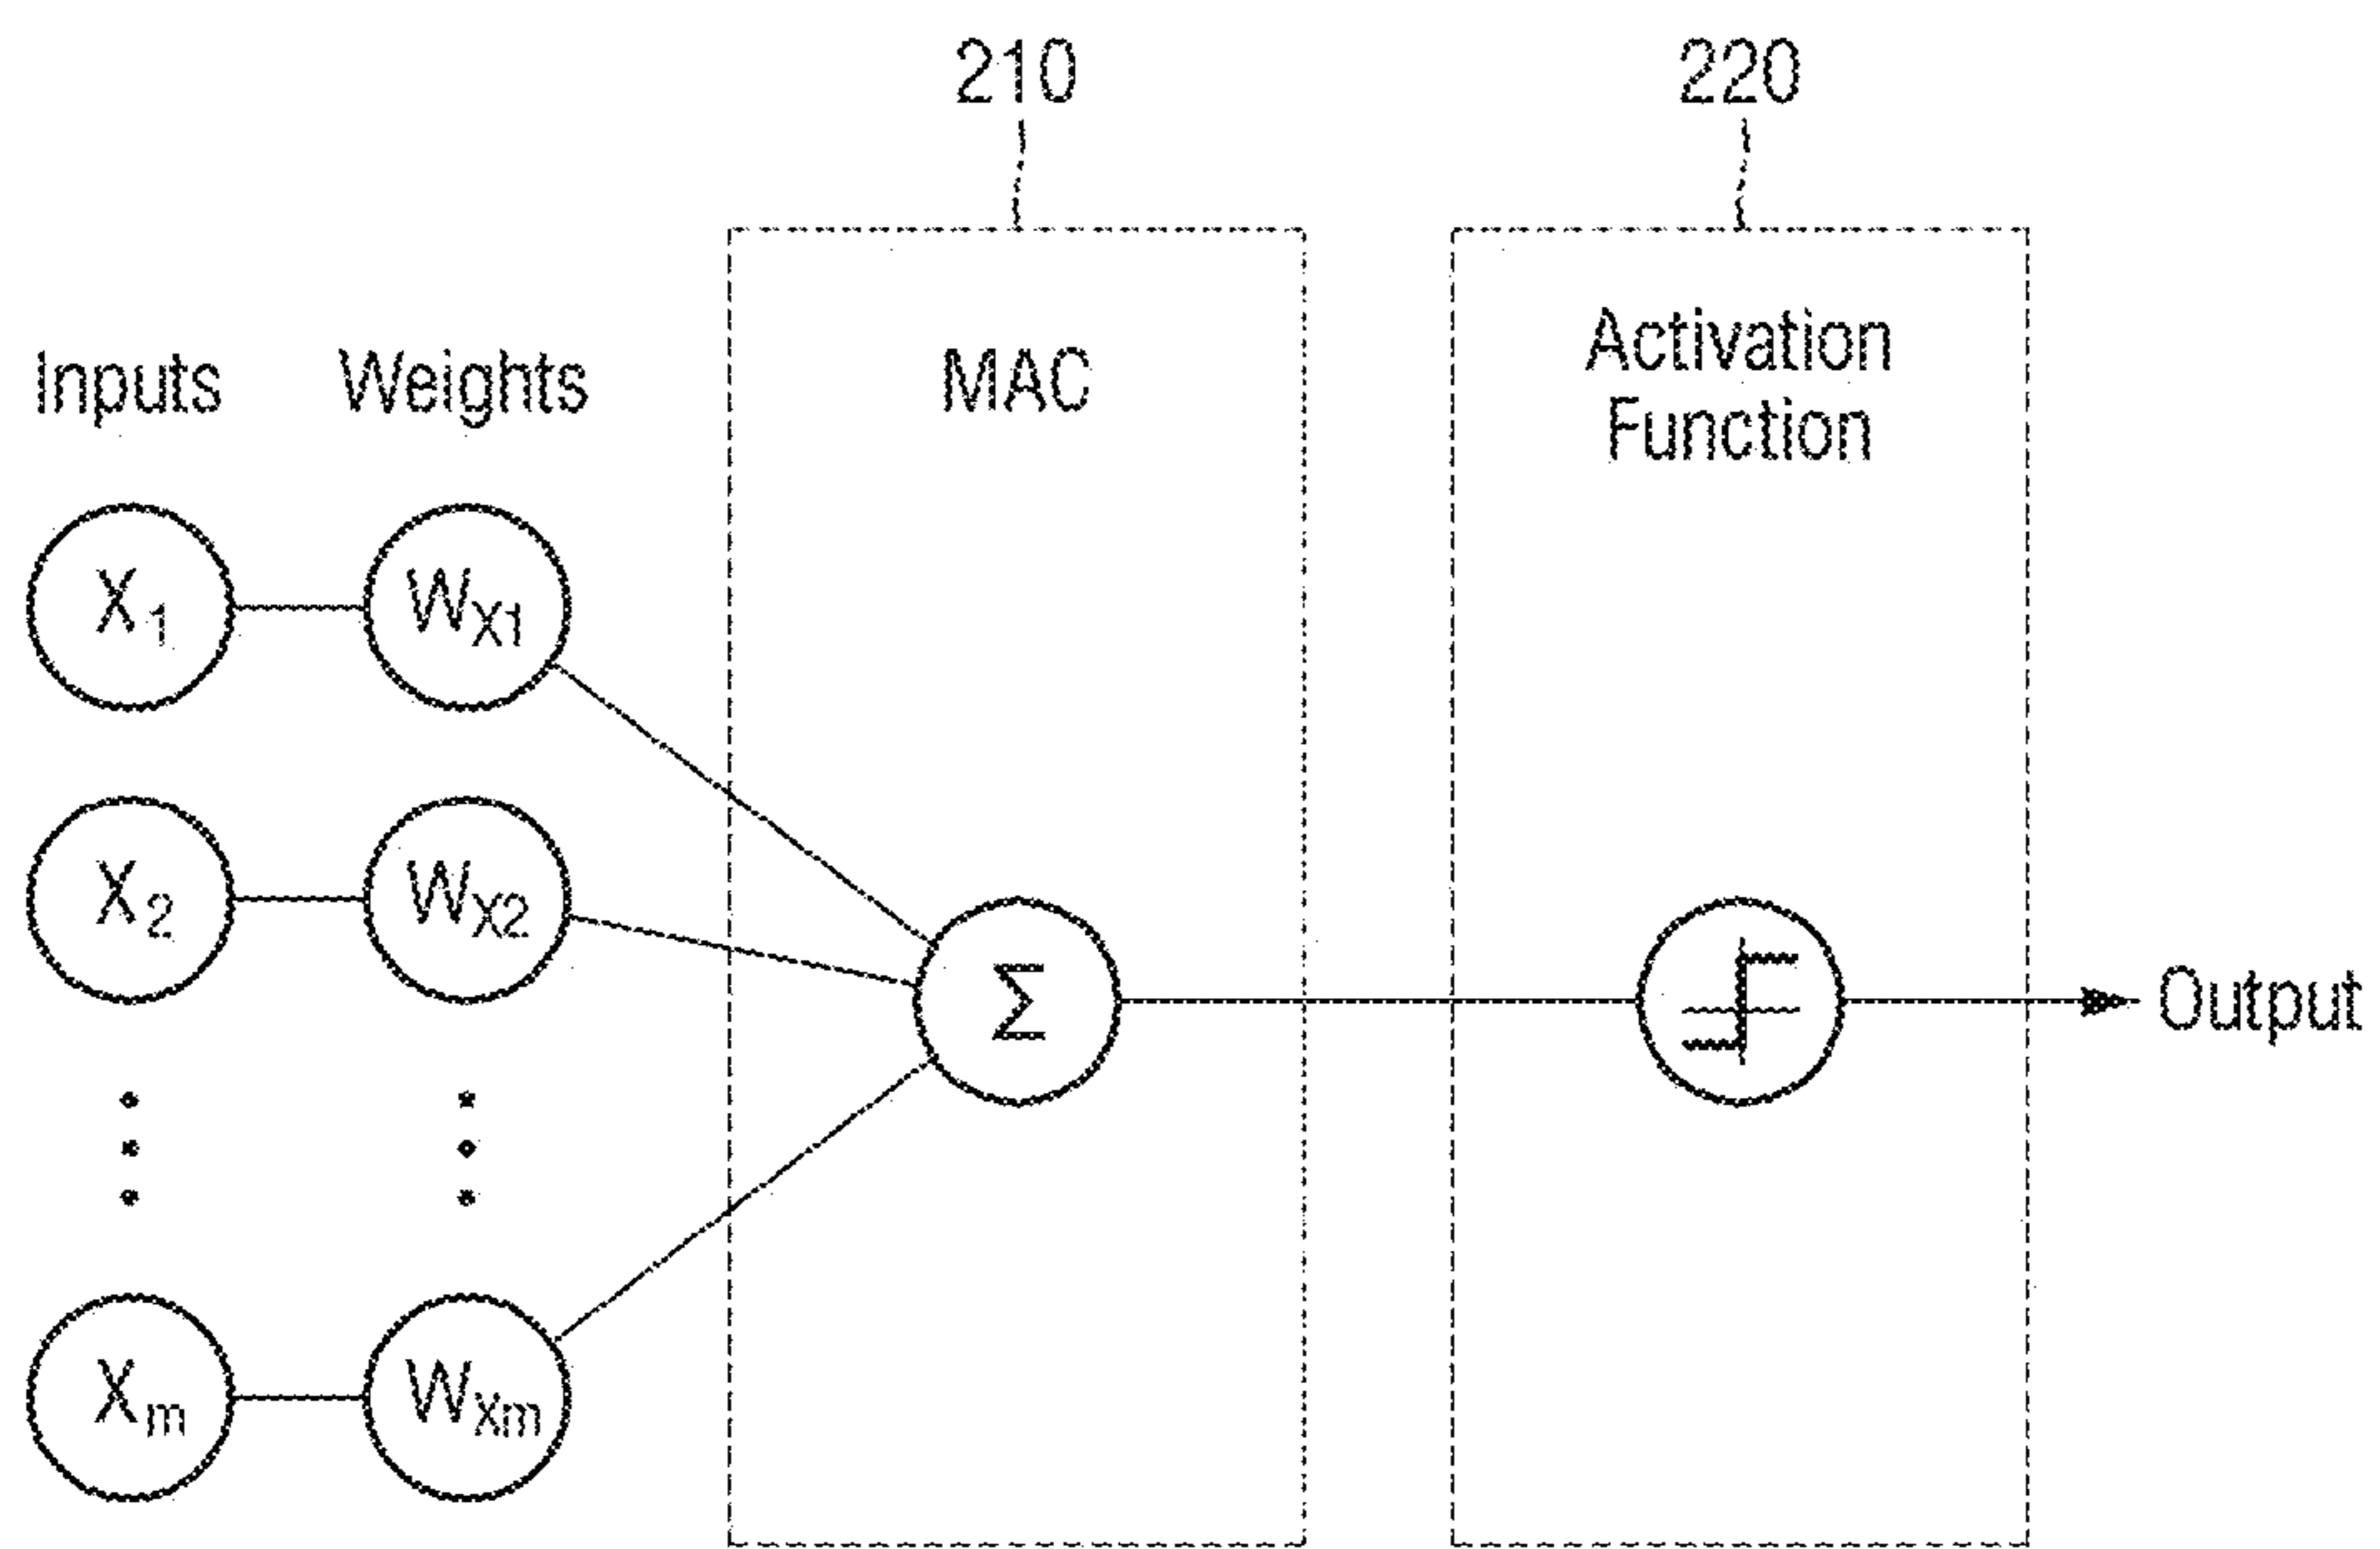 210
220
Inputs
Weights
MAC
Activation
Function
X1
WX1
X2
WX2
Σ
Output
Xm
WXm